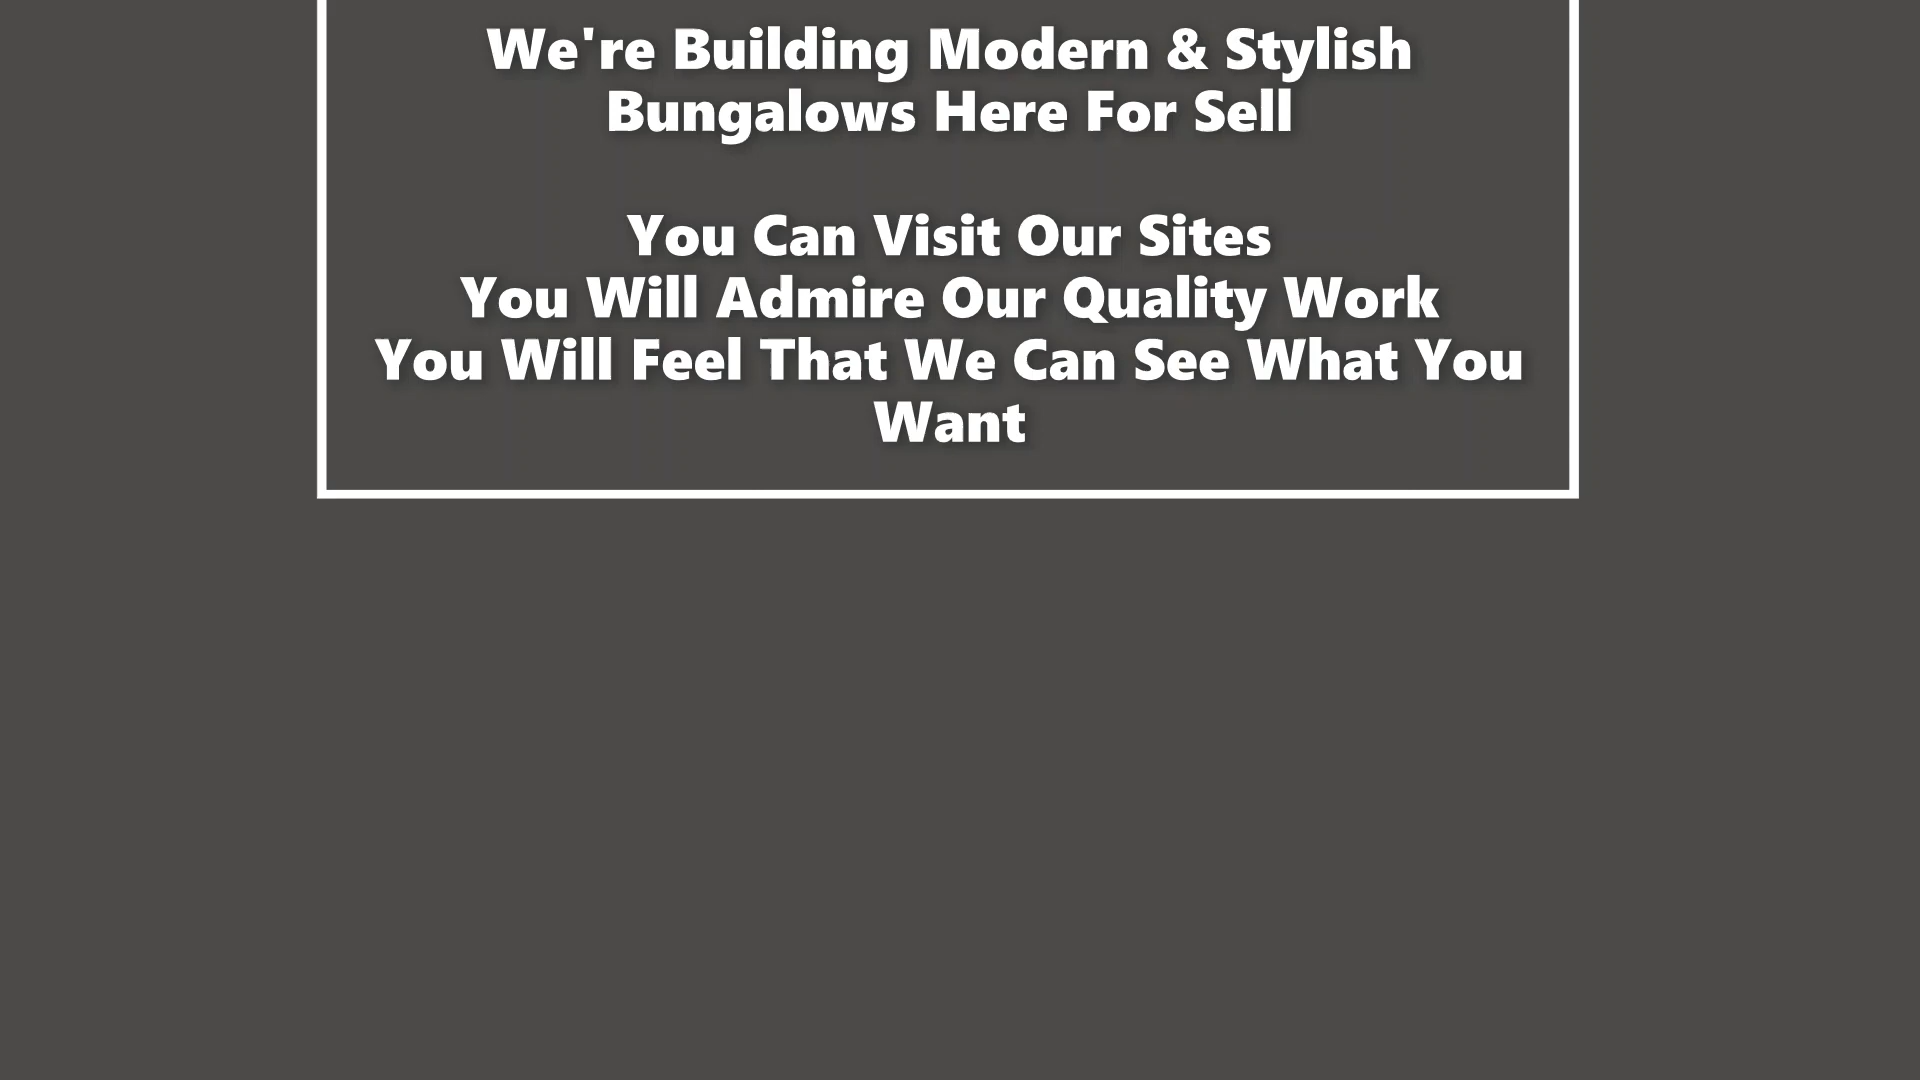 We're Building Modern & Stylish
Bungalows Here For Sell
You Can Visit Our Sites
You Will Admire Our Quality Work
You Will Feel That We Can See What You
Want